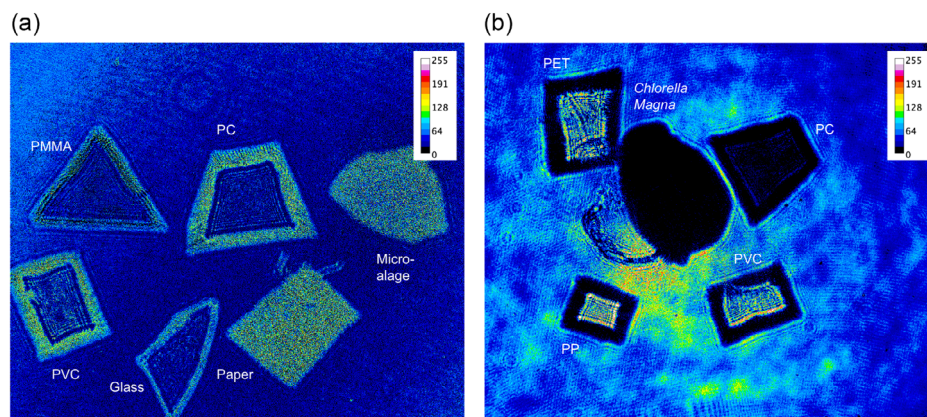 (a)
(b)
255
191
128
64
0
PMMA
PC
Micro-
alage
PVC
Glass
Paper
255
191
128
64
0
PET
Chlorella
Magna
PC
PVC
PP